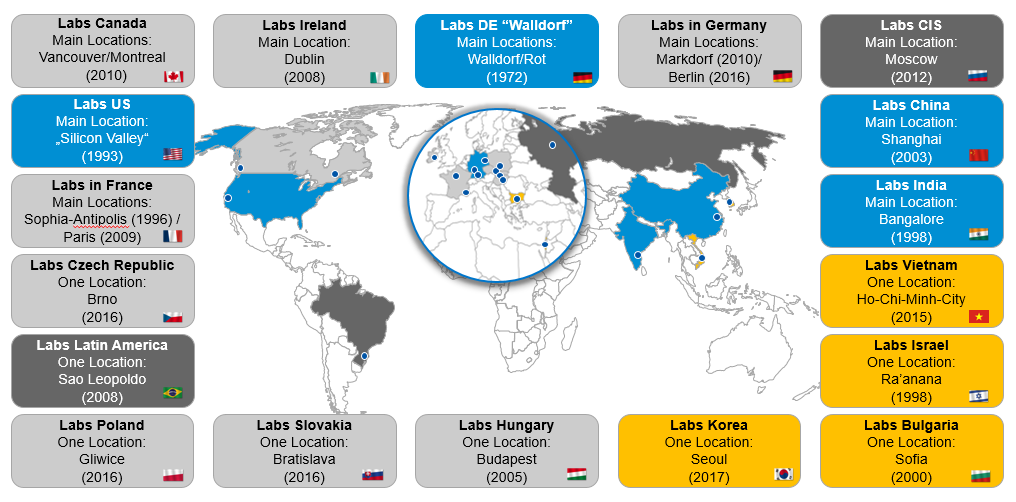 Labs Canada
Main Locations:
Vancouver/Montreal
(2010)
Labs Ireland
Main Location:
Dublin
(2008)
Labs DE “Walldorf”
Main Locations:
Walldorf/Rot
(1972)
Labs in Germany
Main Locations:
Markdorf (2010)/
Berlin (2016)
Labs CIS
Main Location:
Moscow
(2012)
Labs US
Main Location:
„Silicon Valley“
(1993)
Labs China
Main Location:
Shanghai
(2003)
Labs in France
Main Locations:
Sophia-Antipolis (1996) /
Paris (2009)
Labs India
Main Location:
Bangalore
(1998)
Labs Czech Republic
One Location:
Brno
(2016)
Labs Vietnam
One Location:
Ho-Chi-Minh-City
(2015)
Labs Latin America
One Location:
Sao Leopoldo
(2008)
Labs Israel
One Location:
Ra’anana
(1998)
Labs Poland
One Location:
Gliwice
(2016)
Labs Slovakia
One Location:
Bratislava
(2016)
Labs Hungary
One Location:
Budapest
(2005)
Labs Korea
One Location:
Seoul
(2017)
Labs Bulgaria
One Location:
Sofia
(2000)